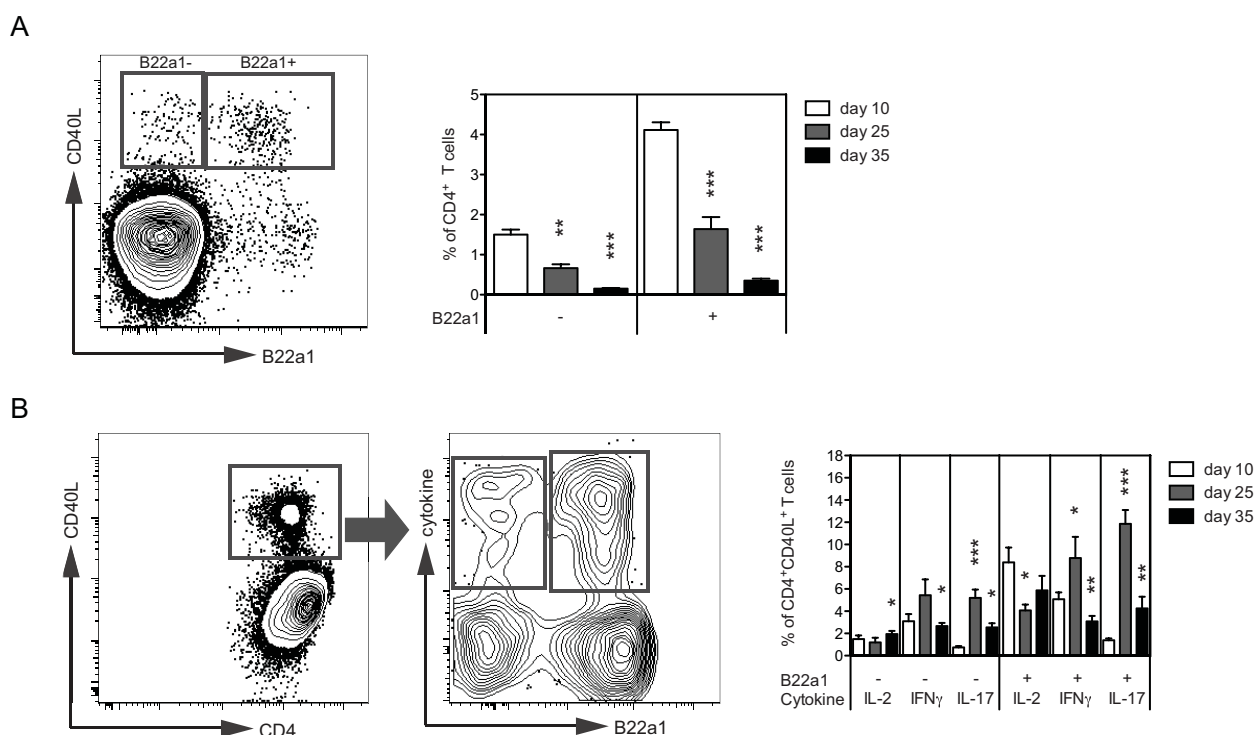 A
B22a1-
B22a1+
CD40L
B22a1
% of CD4+ T cells
5
4
3
2
1
0
**
***
***
***
B22a1
-
+
day 10
day 25
day 35
B
CD40L
CD4
cytokine
B22a1
% of CD4+CD40L+ T cells
18
16
14
12
10
8
6
4
2
0
*
*
***
*
*
*
**
***
**
B22a1 - - - + + +
Cytokine IL-2 IFNγ IL-17 IL-2 IFNγ IL-17
day 10
day 25
day 35